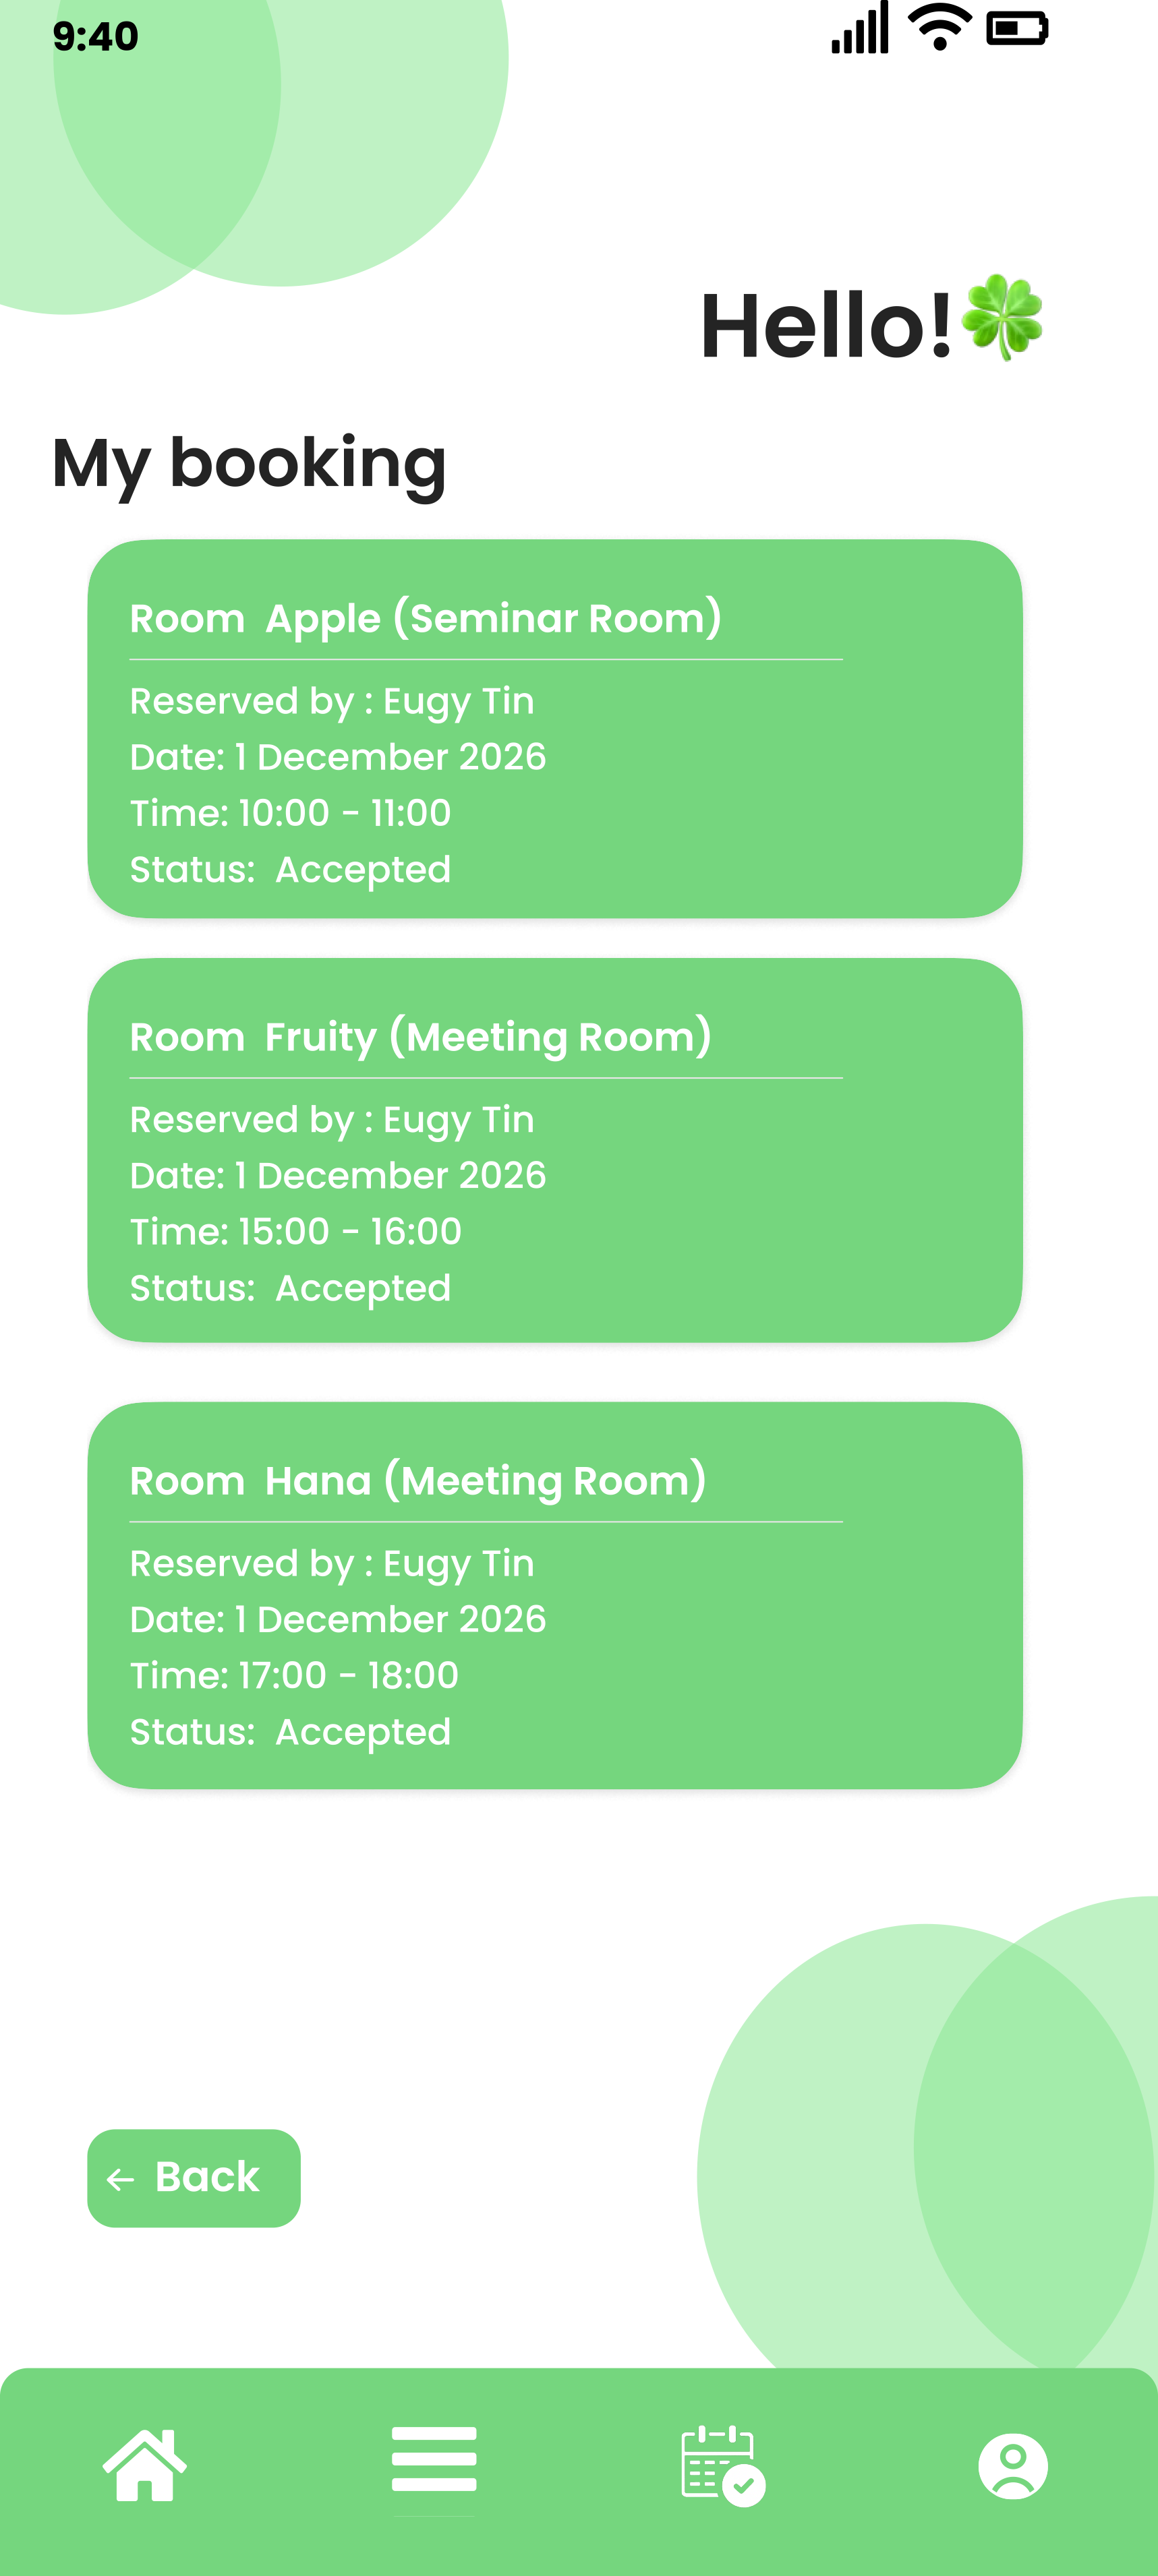 9:40
Hello!🍀
My booking
Room  Apple (Seminar Room)
Reserved by : Eugy Tin
Date: 1 December 2026
Time: 10:00 - 11:00
Status:  Accepted
Room  Fruity (Meeting Room)
Reserved by : Eugy Tin
Date: 1 December 2026
Time: 15:00 - 16:00
Status:  Accepted
Room  Hana (Meeting Room)
Reserved by : Eugy Tin
Date: 1 December 2026
Time: 17:00 - 18:00
Status:  Accepted
Back